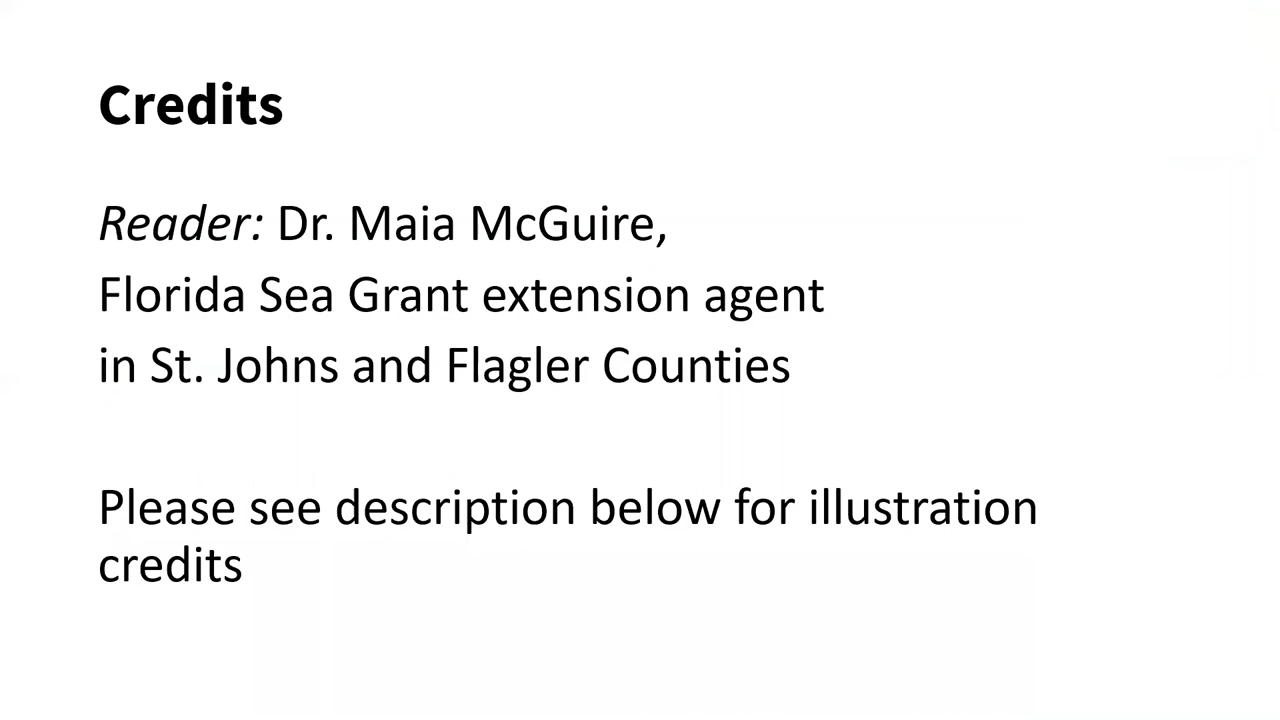 Credits
Reader: Dr. Maia McGuire,
Florida Sea Grant extension agent
in St. Johns and Flagler Counties
Please see description below for illustration
credits